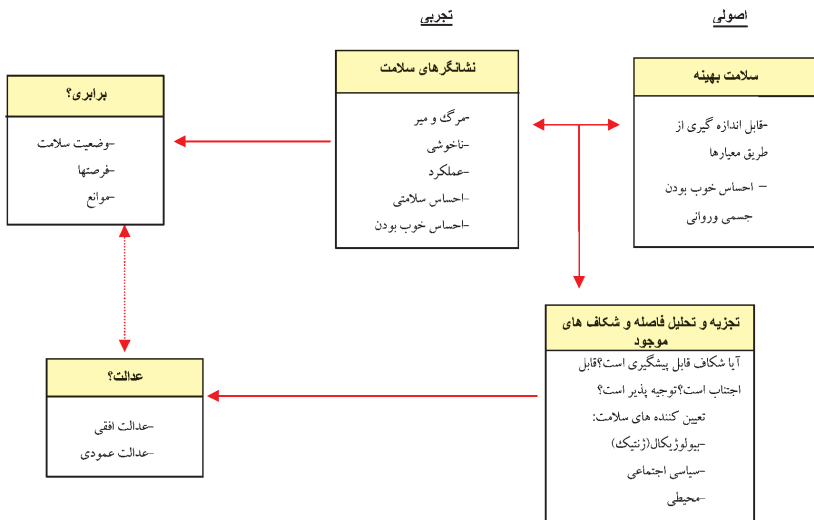 اصولی
تجربی
سلامت بهینه
-قابل اندازه گیری از
طریق معیارها
- احساس خوب بودن
جسمی وروانی
نشانگرهای سلامت
-مرگ و میر
-ناخوشی
-عملکرد
-احساس سلامتی
-احساس خوب بودن
برابری؟
-وضعیت سلامت
-فرصتها
-موانع
تجزیه و تحلیل فاصله و شکاف های
موجود
آیا شکاف قابل پیشگیری است؟قابل
اجتناب است؟توجیه پذیر است؟
تعیین کننده های سلامت:
-بیولوژیکال(ژنتیک)
-سیاسی اجتماعی
-محیطی
عدالت؟
-عدالت افقی
-عدالت عمودی